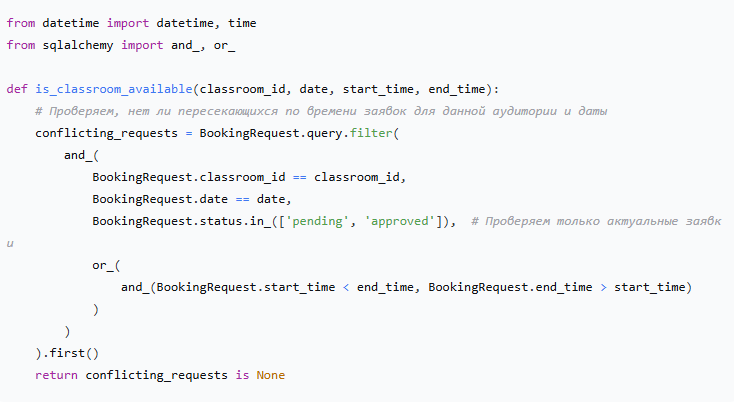 from datetime import datetime, time
from sqlalchemy import and_, or_

def is_classroom_available(classroom_id, date, start_time, end_time):
    # Проверяем, нет ли пересекающихся по времени заявок для данной аудитории и даты
    conflicting_requests = BookingRequest.query.filter(
        and_(
            BookingRequest.classroom_id == classroom_id,
            BookingRequest.date == date,
            BookingRequest.status.in_(['pending', 'approved']),  # Проверяем только актуальные заявк
и
            or_(
                and_(BookingRequest.start_time < end_time, BookingRequest.end_time > start_time)
            )
        )
    ).first()
    return conflicting_requests is None